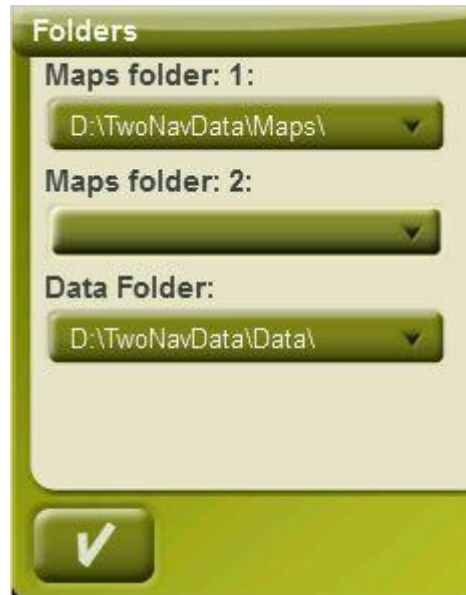 Folders
Maps folder: 1:
D:\TwoNavData\Maps\
Maps folder: 2:
Data Folder:
D:\TwoNavData\Data\